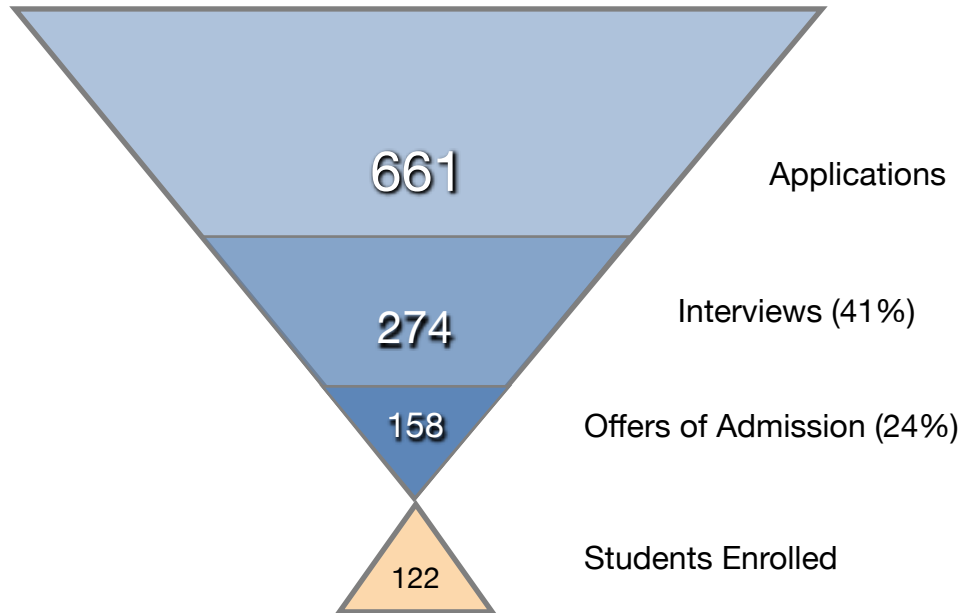 661
Applications
274
Interviews (41%)
158
Offers of Admission (24%)
122
Students Enrolled